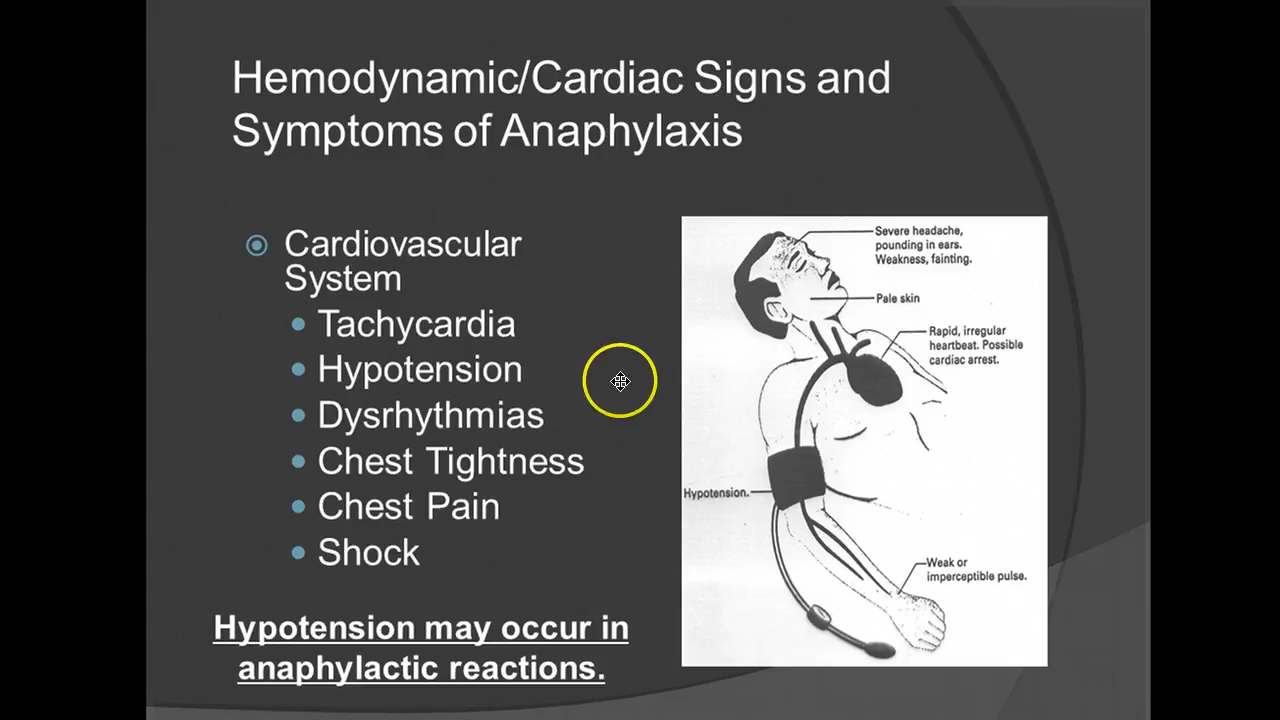 Hemodynamic/Cardiac Signs and
Symptoms of Anaphylaxis
Cardiovascular
System
Tachycardia
Hypotension
Dysrhythmias
Chest Tightness
Chest Pain
Shock
Hypotension may occur in
anaphylactic reactions.
Severe headache,
pounding in ears.
Weakness, fainting.
Pale skin
Rapid, irregular
heartbeat. Possible
cardiac arrest.
Hypotension.
Weak or
imperceptible pulse.